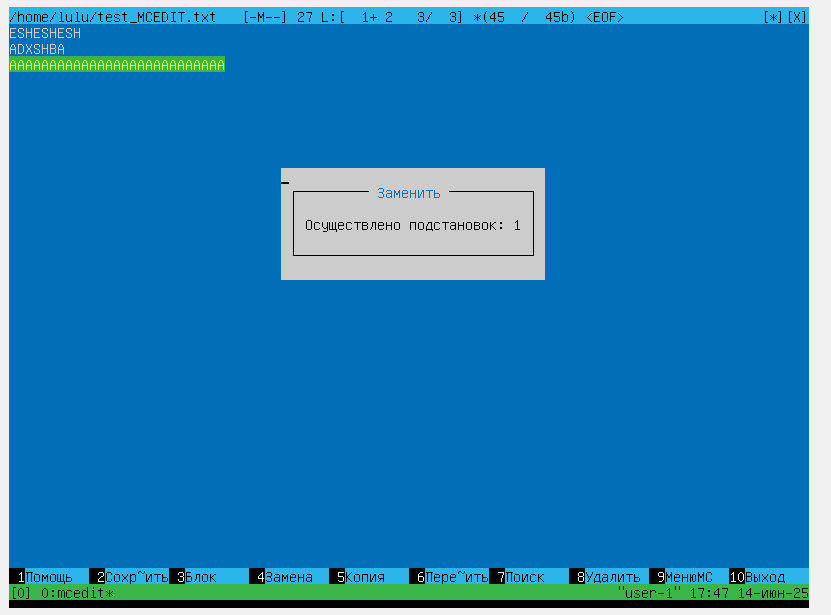 /home/lulu/test_MCEDIT.txt [-M--] 27 L:[ 1+ 2 3/ 3] *(45 / 45b) <EOF> [*][X]
ESHESHESH
ADXSHBA
AAAAAAAAAAAAAAAAAAAAAAAAAAA
Заменить
Осуществлено подстановок: 1
1Помощь 2Сохр~ить 3Блок 4Замена 5Копия 6Пере~ить 7Поиск 8Удалить 9МенюMC 10Выход
[0] 0:mcedit* "user-1" 17:47 14-июн-25